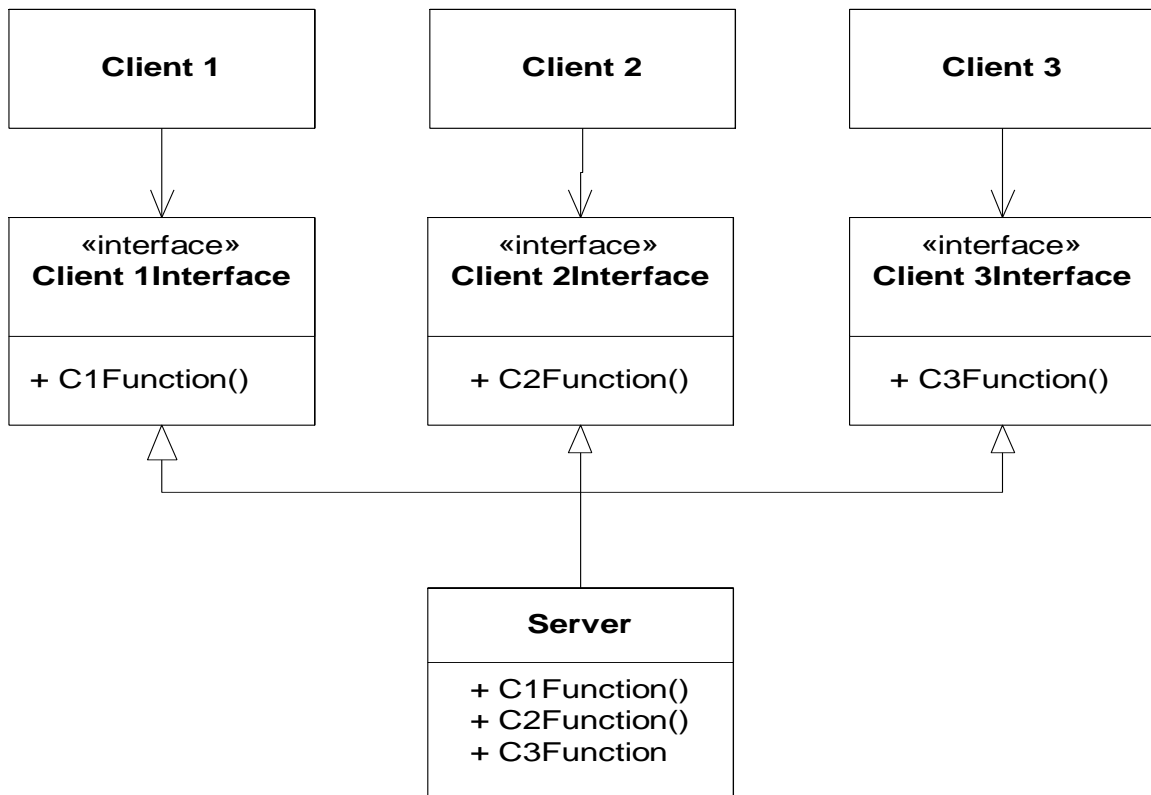 Client 1
Client 2
Client 3
«interface»
Client 1Interface
+ C1Function()
«interface»
Client 2Interface
+ C2Function()
«interface»
Client 3Interface
+ C3Function()
Server
+ C1Function()
+ C2Function()
+ C3Function